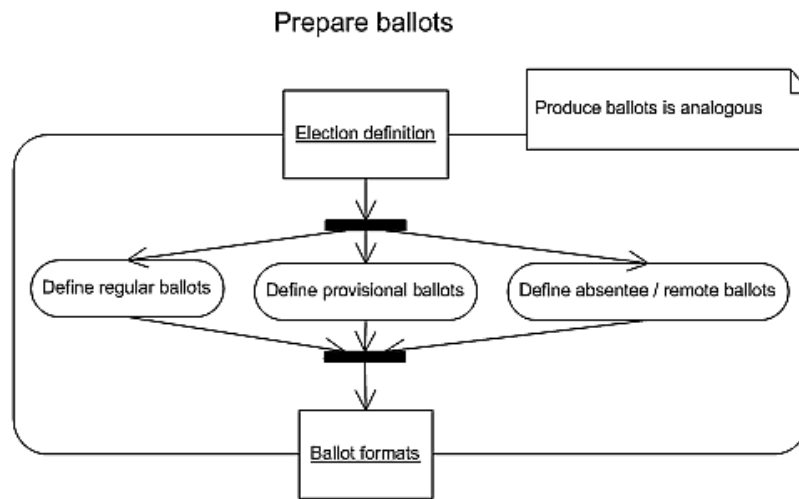 Prepare ballots
Produce ballots is analogous
Election definition
Define regular ballots
Define provisional ballots
Define absentee / remote ballots
Ballot formats